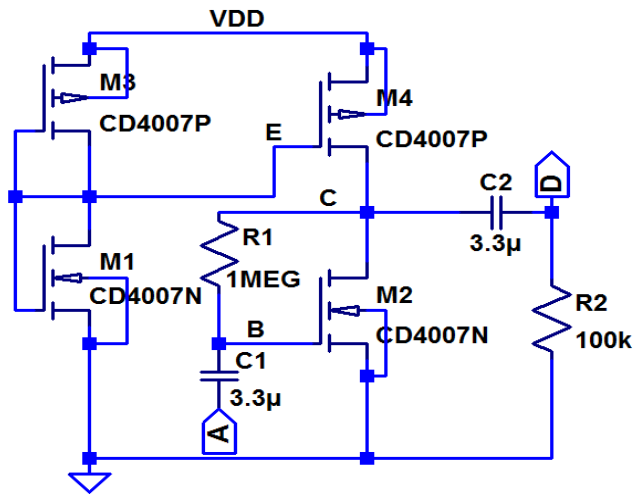 VDD
M3
CD4007P
M4
CD4007P
E
C
C2
3.3µ
D
R1
1MEG
M1
CD4007N
M2
CD4007N
R2
100k
B
C1
3.3µ
A